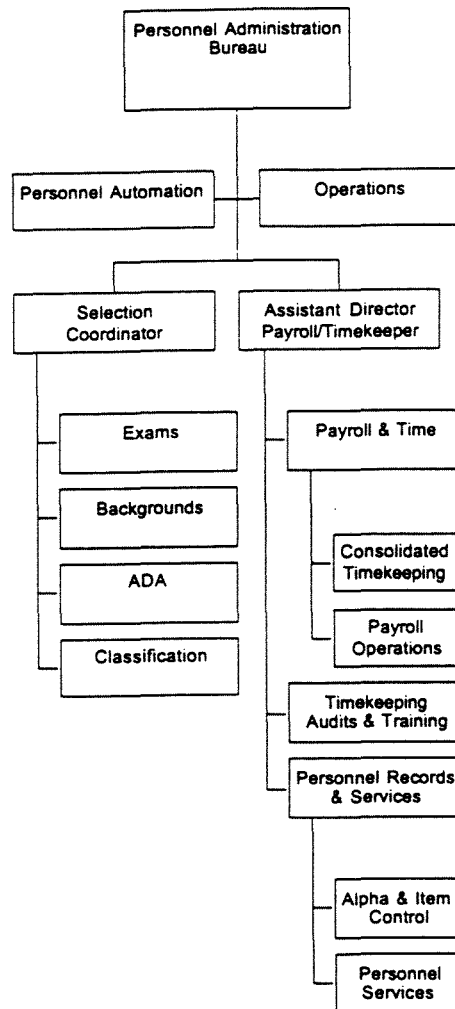 Personnel Administration
Bureau
Personnel Automation
Operations
Selection
Coordinator
Assistant Director
Payroll/Timekeeper
Exams
Backgrounds
ADA
Classification
Payroll & Time
Consolidated
Timekeeping
Payroll
Operations
Timekeeping
Audits & Training
Personnel Records
& Services
Alpha & Item
Control
Personnel
Services